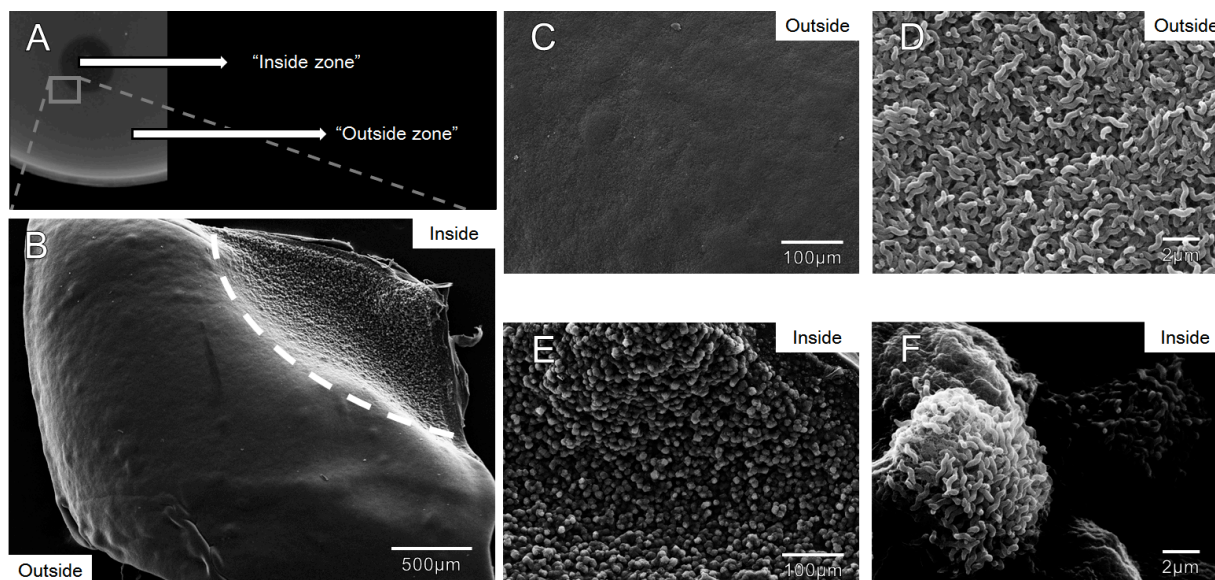 A
“Inside zone”
“Outside zone”
B
Inside
500µm
Outside
C
Outside
100µm
D
Outside
2µm
E
Inside
100µm
F
Inside
2µm